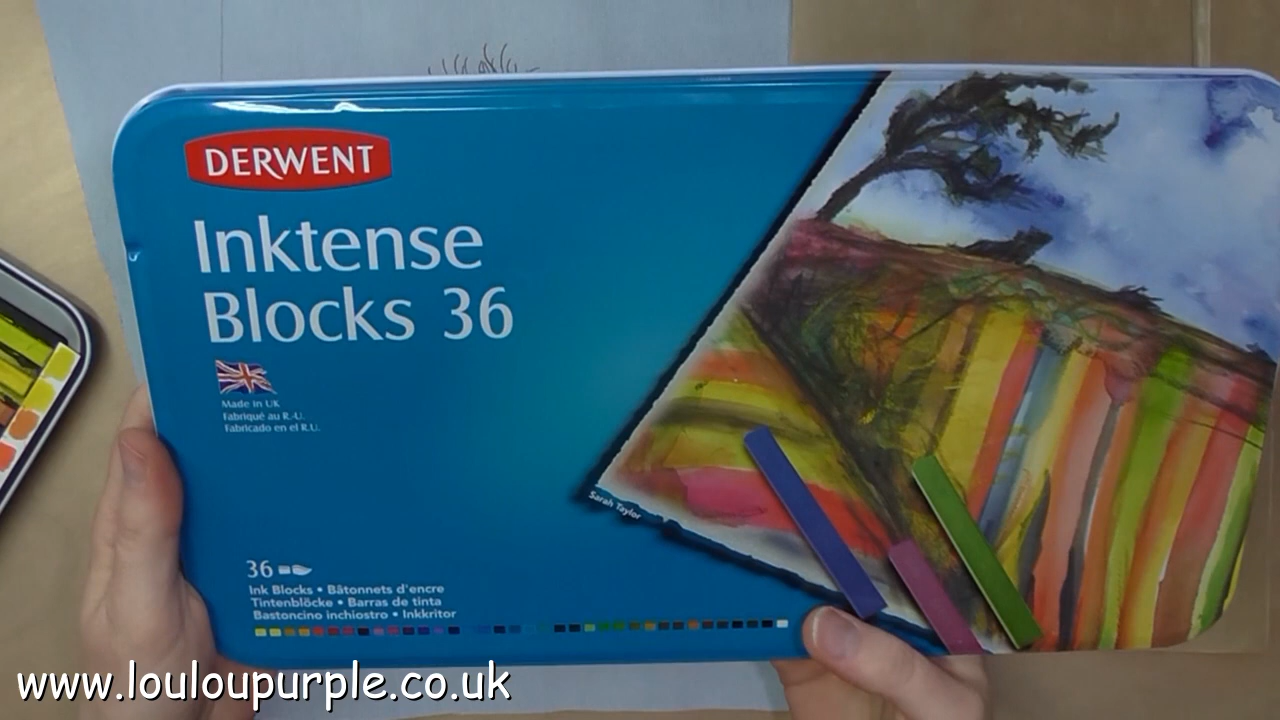 DERWENT
Inktense
Blocks 36
Made in UK
Fabriqué au R.-U.
Fabricado en el R.U.
Sarah Taylor
36
Ink Blocks • Bâtonnets d'encre
Tintenblöcke • Barras de tinta
Bastoncino inchiostro • Inkkritor
www.louloupurple.co.uk